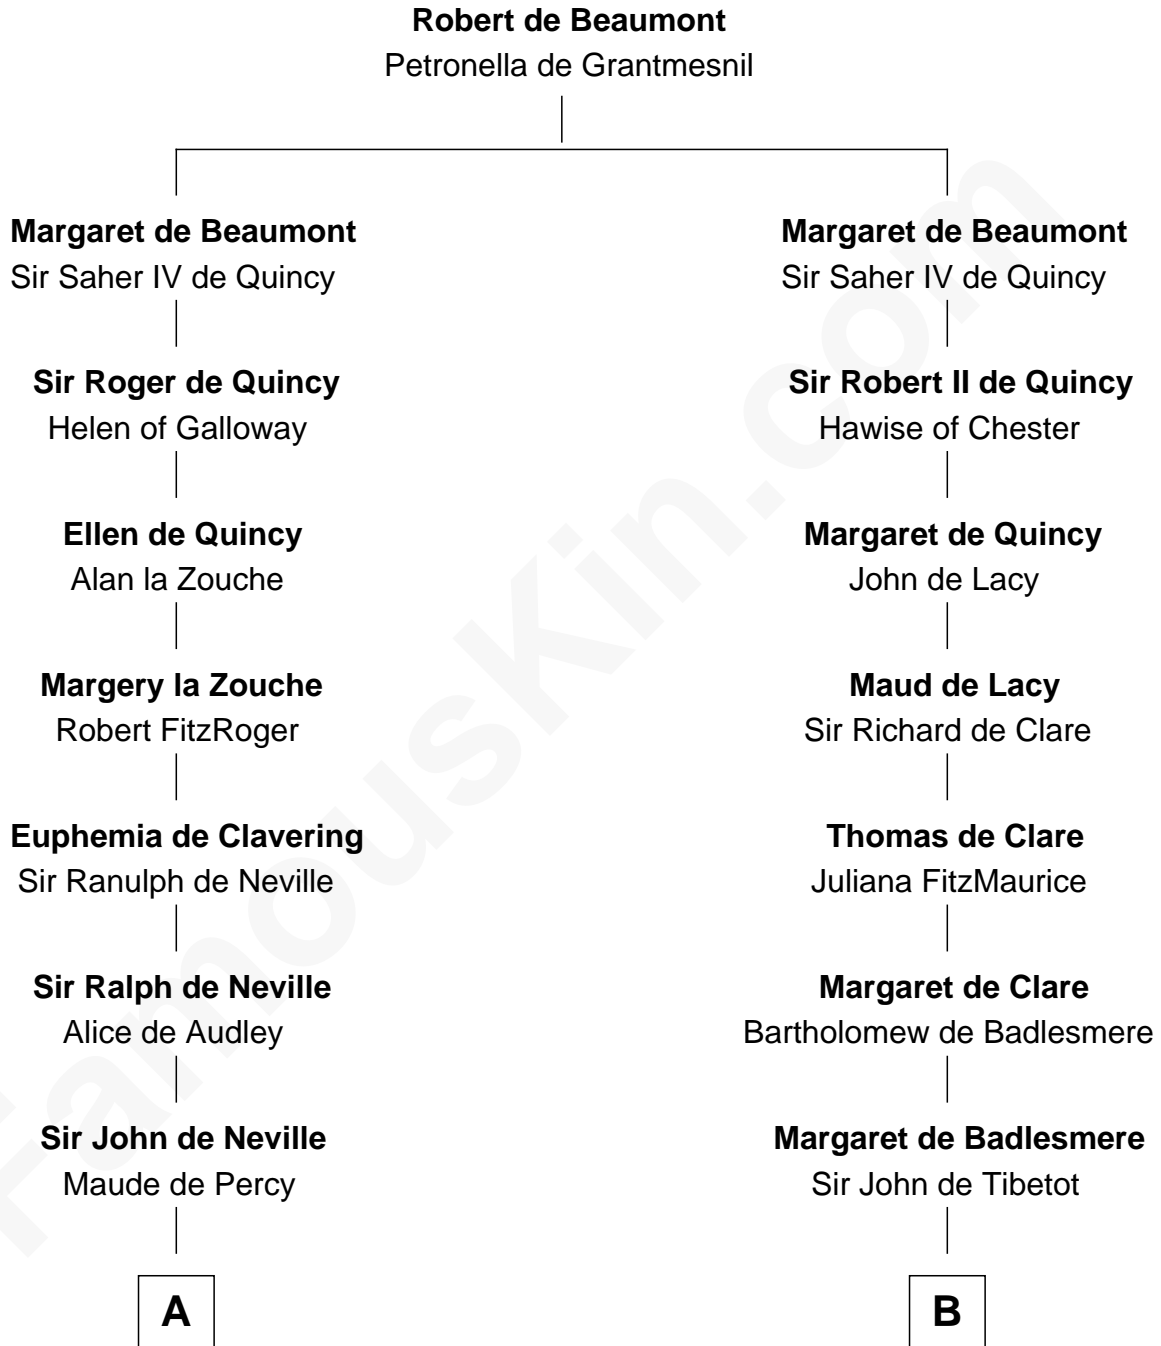 Robert de Beaumont
Petronella de Grantmesnil
Margaret de Beaumont
Sir Saher IV de Quincy
Sir Roger de Quincy
Helen of Galloway
Ellen de Quincy
Alan la Zouche
Margery la Zouche
Robert FitzRoger
Euphemia de Clavering
Sir Ranulph de Neville
Sir Ralph de Neville
Alice de Audley
Sir John de Neville
Maude de Percy
A
Margaret de Beaumont
Sir Saher IV de Quincy
Sir Robert II de Quincy
Hawise of Chester
Margaret de Quincy
John de Lacy
Maud de Lacy
Sir Richard de Clare
Thomas de Clare
Juliana FitzMaurice
Margaret de Clare
Bartholomew de Badlesmere
Margaret de Badlesmere
Sir John de Tibetot
B
FamousKin.com